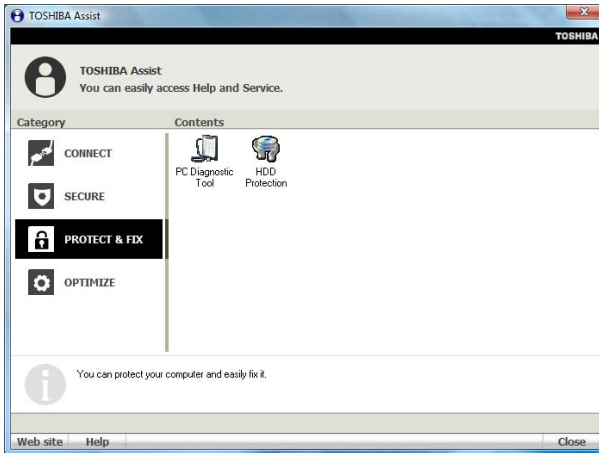 TOSHIBA Assist
TOSHIBA
TOSHIBA Assist
You can easily access Help and Service.
Category
Contents
CONNECT
SECURE
PROTECT & FIX
OPTIMIZE
PC Diagnostic
Tool
HDD
Protection
You can protect your computer and easily fix it.
Web site
Help
Close